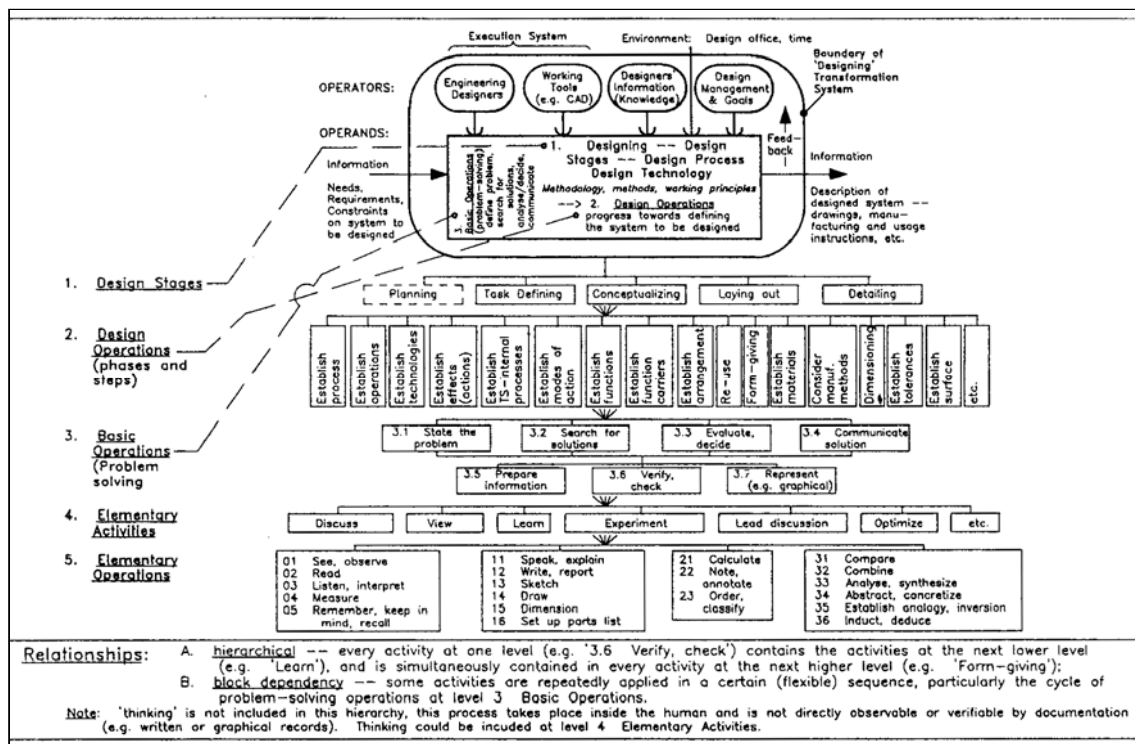 Execution System
Environment: Design office, time
Boundary of
'Designing'
Transformation
System
OPERATORS:
Engineering
Designers
Working
Tools
(e.g. CAD)
Designers'
Information
(Knowledge)
Design
Management
& Goals
OPERANDS:
Feed-
back
Information
Needs,
Requirements,
Constraints
on system to
be designed
3. Basic Operations
(problem-solving)
define problem,
search for
solutions,
analyse/decide,
communicate
1. Designing -- Design
Stages -- Design Process
Design Technology
Methodology, methods, working principles
--> 2. Design Operations
progress towards defining
the system to be designed
Information
Description of
designed system --
drawings, manu-
facturing and usage
instructions, etc.
1. Design Stages
Planning
Task Defining
Conceptualizing
Laying out
Detailing
2. Design
Operations
(phases and
steps)
Establish
process
Establish
operations
Establish
technologies
Establish
effects
(actions)
Establish
TS-internal
processes
Establish
modes of
action
Establish
functions
Establish
function
carriers
Establish
arrangement
Re-use
Form-giving
Establish
materials
Consider
manuf.
methods
Dimensioning
Establish
tolerances
Establish
surface
etc.
3. Basic
Operations
(Problem
solving
3.1 State the
problem
3.2 Search for
solutions
3.3 Evaluate,
decide
3.4 Communicate
solution
3.5 Prepare
information
3.6 Verify,
check
3.7 Represent
(e.g. graphical)
4. Elementary
Activities
Discuss
View
Learn
Experiment
Lead discussion
Optimize
etc.
5. Elementary
Operations
01 See, observe
02 Read
03 Listen, interpret
04 Measure
05 Remember, keep in
mind, recall
11 Speak, explain
12 Write, report
13 Sketch
14 Draw
15 Dimension
16 Set up parts list
21 Calculate
22 Note,
annotate
23 Order,
classify
31 Compare
32 Combine
33 Analyse, synthesize
34 Abstract, concretize
35 Establish analogy, inversion
36 Induct, deduce
Relationships: A. hierarchical -- every activity at one level (e.g. '3.6 Verify, check') contains the activities at the next lower level
(e.g. 'Learn'), and is simultaneously contained in every activity at the next higher level (e.g. 'Form-giving');
B. block dependency -- some activities are repeatedly applied in a certain (flexible) sequence, particularly the cycle of
problem-solving operations at level 3 Basic Operations.
Note: 'thinking' is not included in this hierarchy, this process takes place inside the human and is not directly observable or verifiable by documentation
(e.g. written or graphical records). Thinking could be incuded at level 4 Elementary Activities.